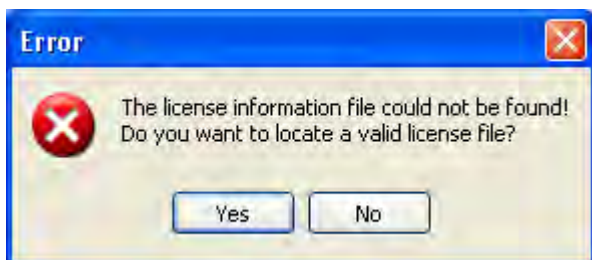 Error
The license information file could not be found!
Do you want to locate a valid license file?
Yes No